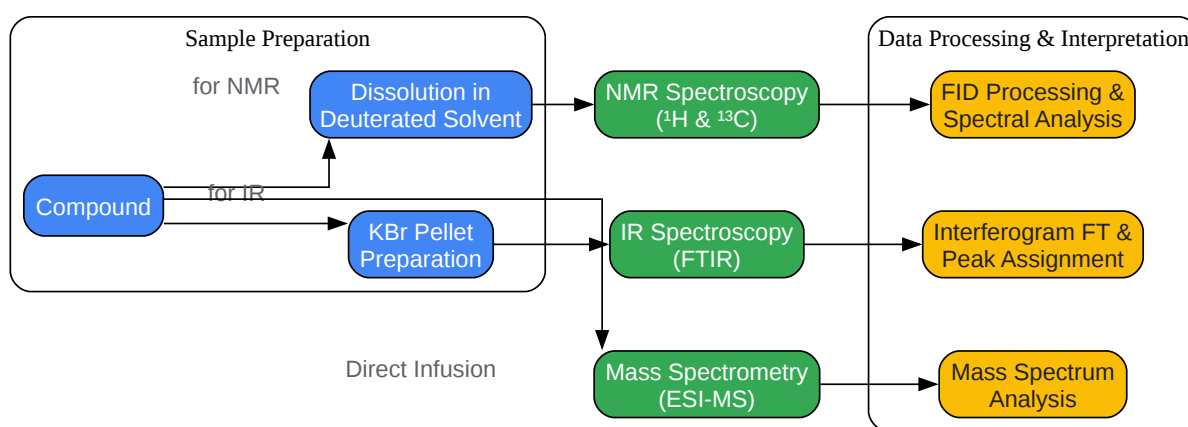 Sample Preparation
Data Processing & Interpretation
for NMR
Dissolution in
Deuterated Solvent
NMR Spectroscopy
(¹H & ¹³C)
FID Processing &
Spectral Analysis
Compound
for IR
KBr Pellet
Preparation
IR Spectroscopy
(FTIR)
Interferogram FT &
Peak Assignment
Direct Infusion
Mass Spectrometry
(ESI-MS)
Mass Spectrum
Analysis